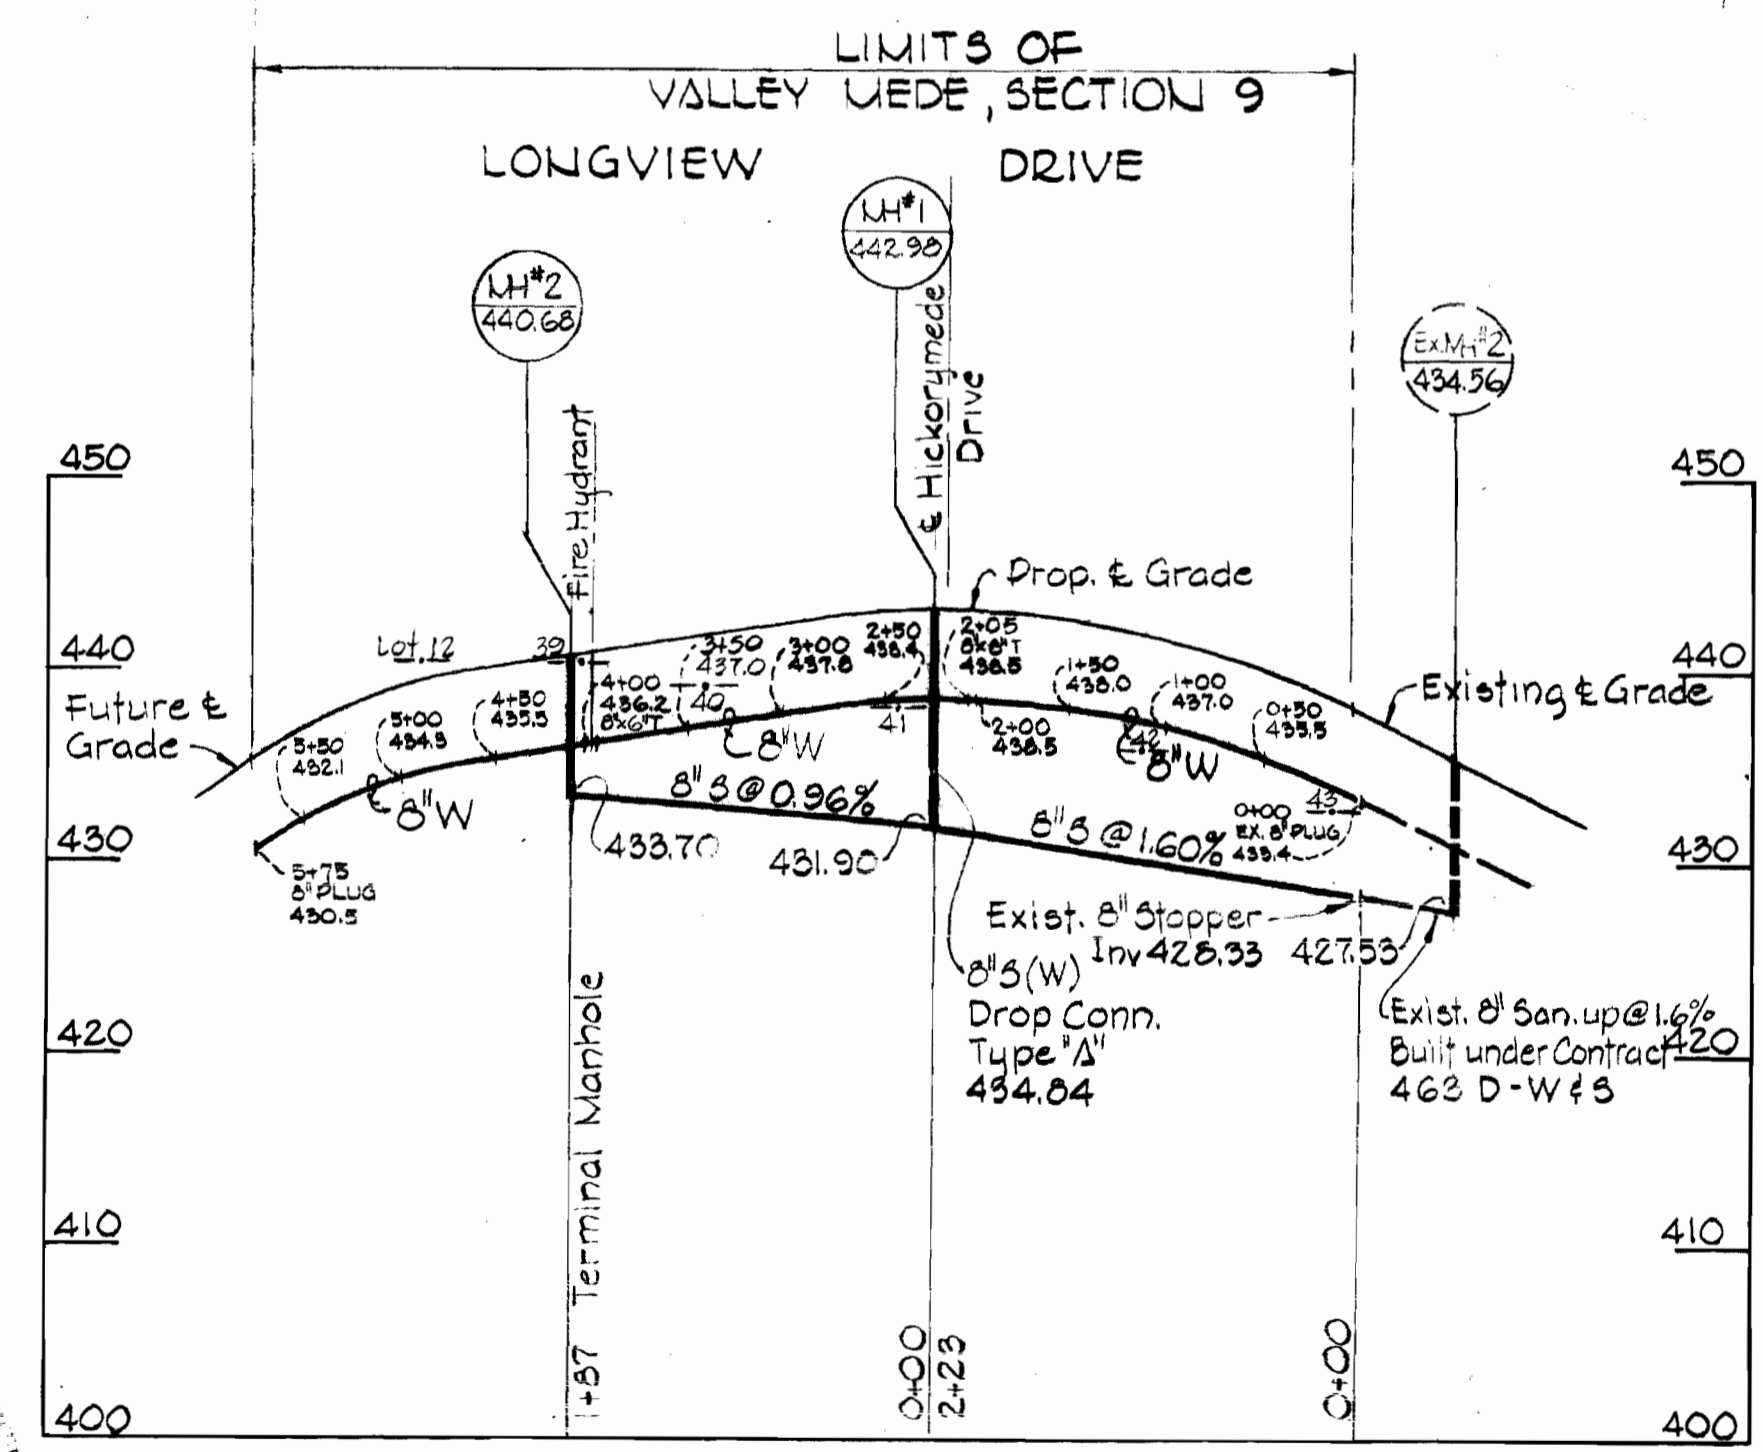 LIMITS OF
VALLEY MEDE, SECTION 9
LONGVIEW DRIVE
MH#1
442.98
MH#2
440.68
Ex.MH#2
434.56
Fire Hydrant
℄ Hickorymede
Drive
450
450
Prop. ℄ Grade
440
440
Lot 12
39
3+50
437.0
3+00
437.8
2+50
438.4
2+05
8"x8"T
438.5
1+50
438.0
1+00
437.0
0+50
435.5
Existing ℄ Grade
Future ℄
Grade
5+50
432.1
5+00
434.3
4+50
435.5
4+00
436.2
8"x6"T
40
41
2+00
438.5
42
43
8"W
8"W
8"W
8"S @ 0.96%
8"S @ 1.60%
0+00
EX. 8" PLUG
433.4
433.70
431.90
430
430
5+75
8" PLUG
430.5
Exist. 8" Stopper
Inv 428.33
427.53
8"S(W)
Drop Conn.
Type "A"
434.84
Exist. 8" San. up @ 1.6%
Built under Contract
463 D-W & S
420
420
410
410
400
400
1+87 Terminal Manhole
0+00
2+23
0+00